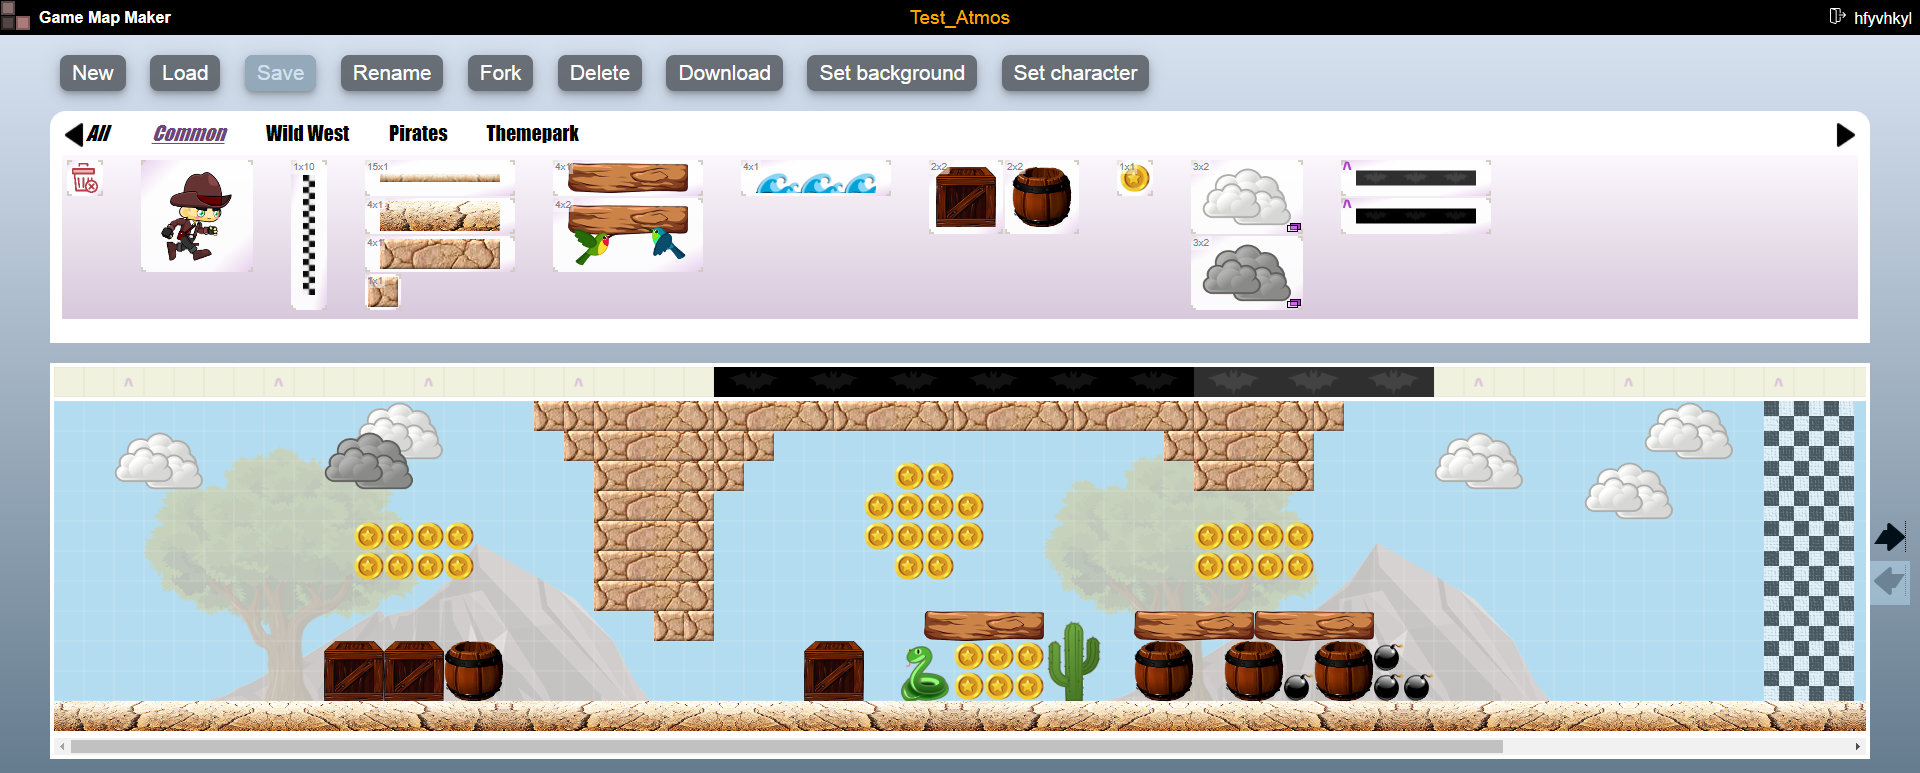 Game Map Maker
Test_Atmos
hfyvhkyl
New
Load
Save
Rename
Fork
Delete
Download
Set background
Set character
All
Common
Wild West
Pirates
Themepark
1x10
15x1
4x1
4x1
1x1
4x1
4x2
4x1
2x2
2x2
1x1
3x2
3x2
^
^
^ ^ ^ ^ ^ ^ ^